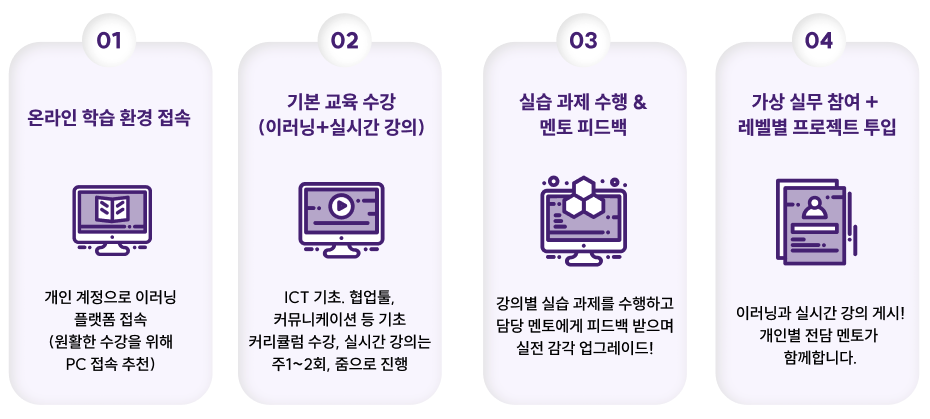 01
온라인 학습 환경 접속
개인 계정으로 이러닝
플랫폼 접속
(원활한 수강을 위해
PC 접속 추천)
02
기본 교육 수강
(이러닝+실시간 강의)
ICT 기초. 협업툴,
커뮤니케이션 등 기초
커리큘럼 수강, 실시간 강의는
주1~2회, 줌으로 진행
03
실습 과제 수행 &
멘토 피드백
강의별 실습 과제를 수행하고
담당 멘토에게 피드백 받으며
실전 감각 업그레이드!
04
가상 실무 참여 +
레벨별 프로젝트 투입
이러닝과 실시간 강의 게시!
개인별 전담 멘토가
함께합니다.